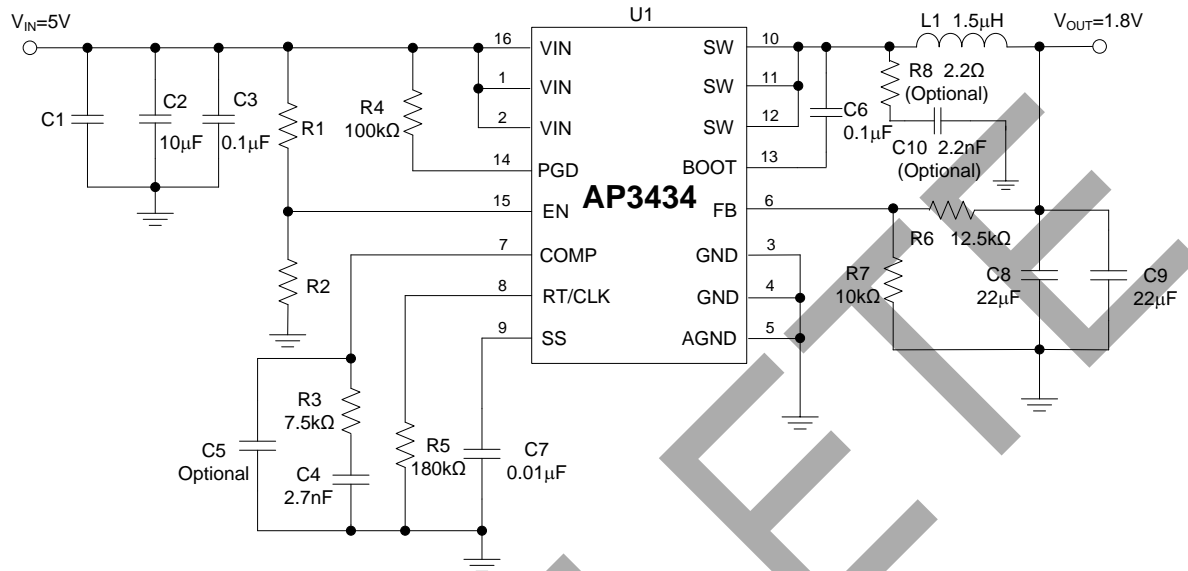 U1
V_IN=5V
16 VIN
1 VIN
2 VIN
14 PGD
15 EN
7 COMP
8 RT/CLK
9 SS
AP3434
SW 10
SW 11
SW 12
BOOT 13
FB 6
GND 3
GND 4
AGND 5
L1 1.5μH
V_OUT=1.8V
C1
C2
10μF
C3
0.1μF
R1
R4
100kΩ
R2
R8 2.2Ω
(Optional)
C6
0.1μF
C10 2.2nF
(Optional)
R6 12.5kΩ
R7
10kΩ
C8
22μF
C9
22μF
R3
7.5kΩ
C5
Optional
C4
2.7nF
R5
180kΩ
C7
0.01μF